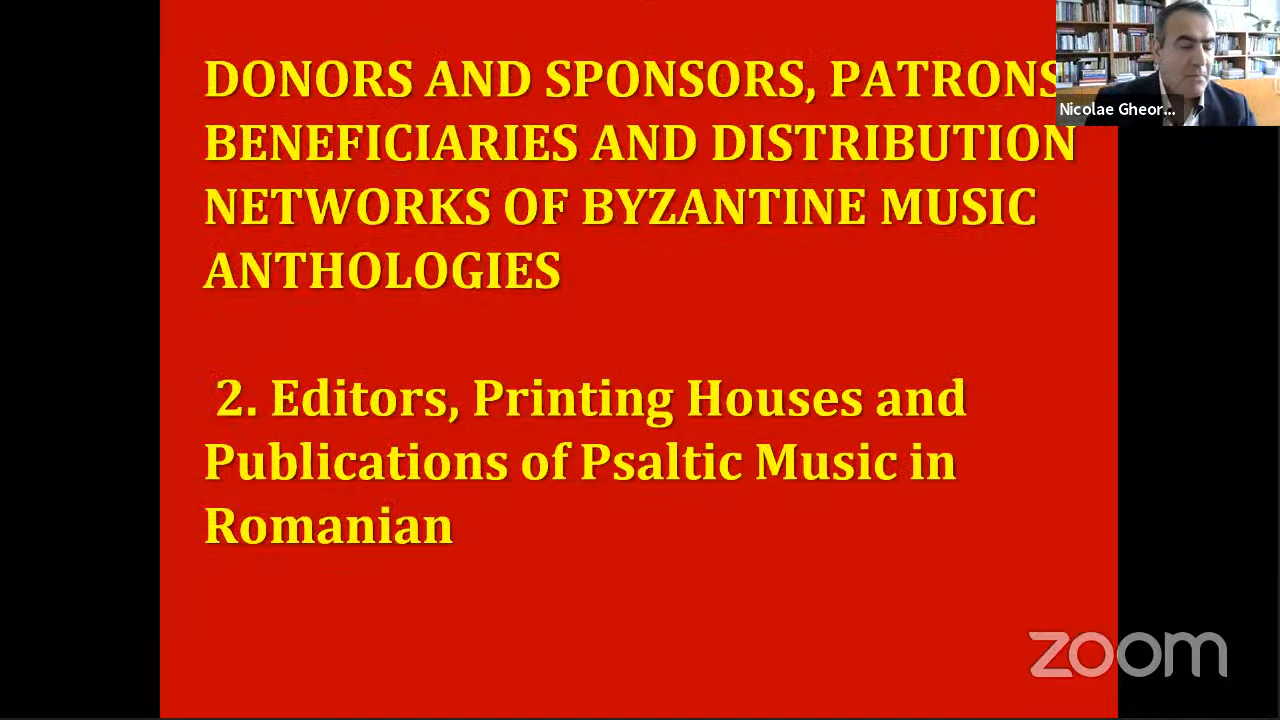 DONORS AND SPONSORS, PATRONS
BENEFICIARIES AND DISTRIBUTION
NETWORKS OF BYZANTINE MUSIC
ANTHOLOGIES
2. Editors, Printing Houses and
Publications of Psaltic Music in
Romanian
Nicolae Gheor...
zoom